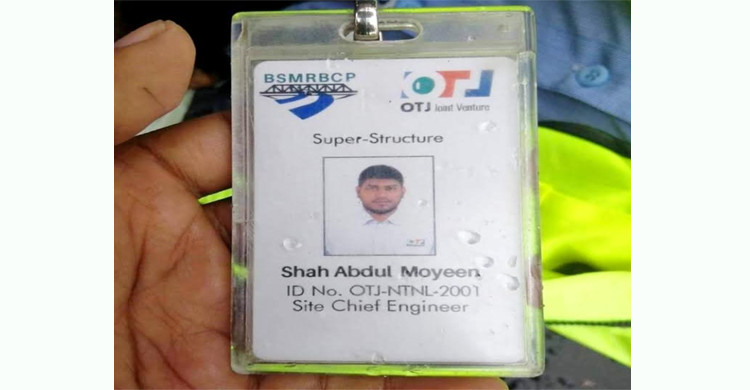 BSMRBCP
OTJ
OTJ Joint Venture
Super-Structure
Shah Abdul Moyeen
ID No. OTJ-NTNL-2001
Site Chief Engineer